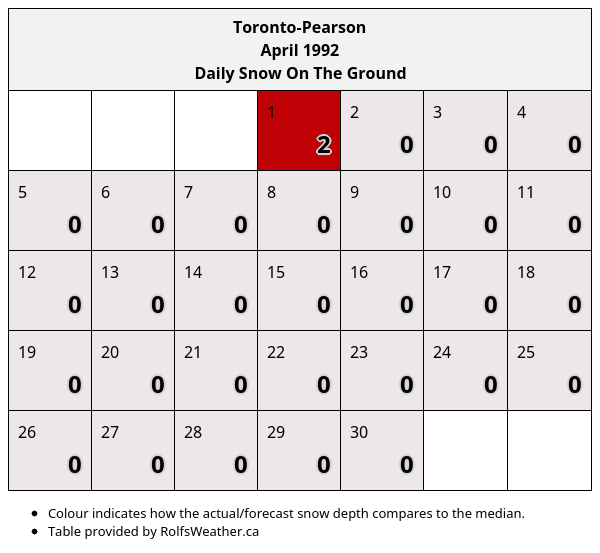 Toronto-Pearson
April 1992
Daily Snow On The Ground
1 2 3 4
2 0 0 0
5 6 7 8 9 10 11
0 0 0 0 0 0 0
12 13 14 15 16 17 18
0 0 0 0 0 0 0
19 20 21 22 23 24 25
0 0 0 0 0 0 0
26 27 28 29 30
0 0 0 0 0
• Colour indicates how the actual/forecast snow depth compares to the median.
• Table provided by RolfsWeather.ca